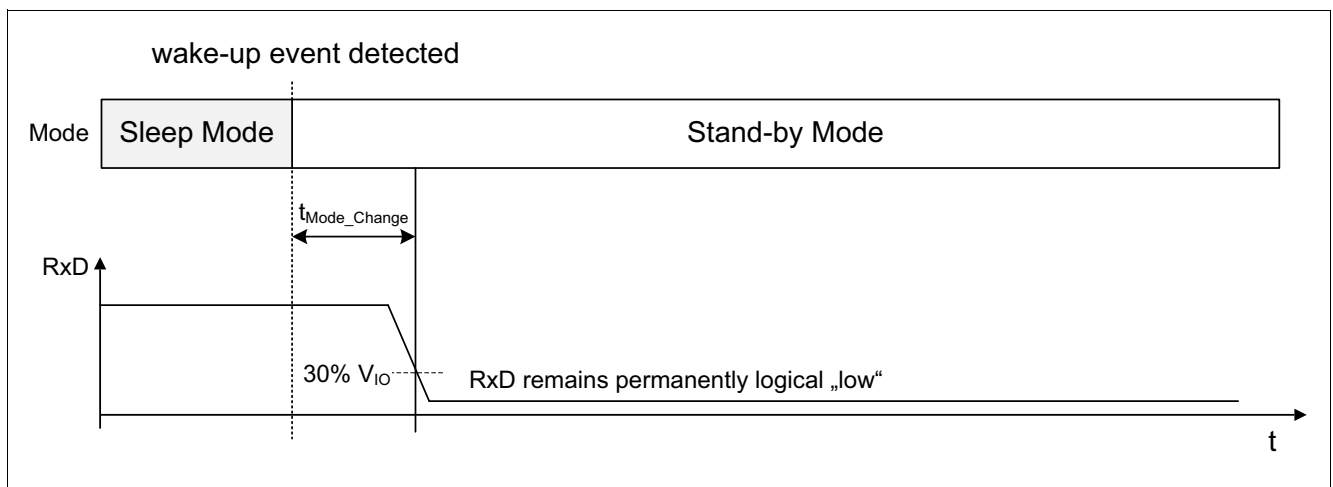 wake-up event detected
Mode
Sleep Mode
Stand-by Mode
tMode_Change
RxD
30% VIO
RxD remains permanently logical „low“
t